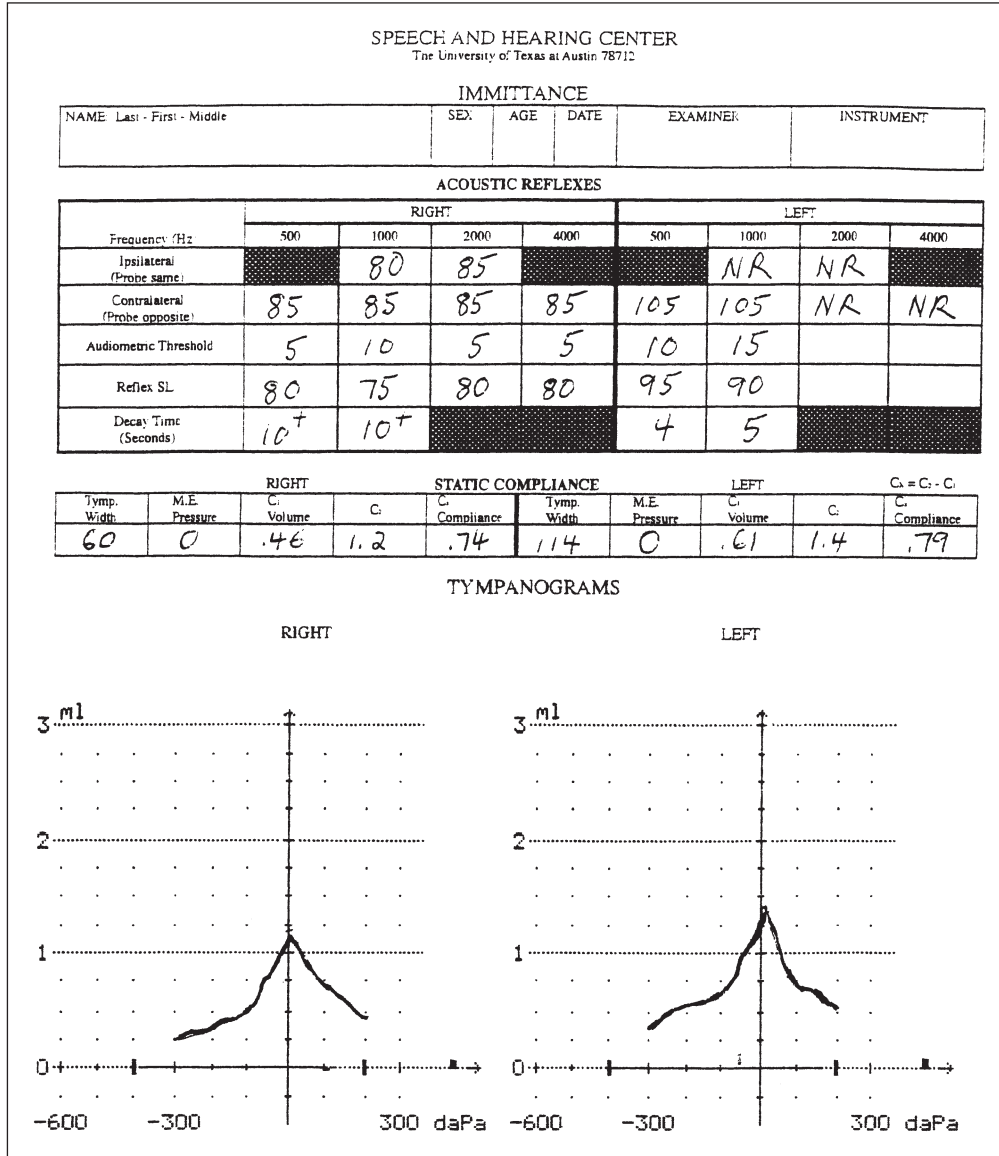 SPEECH AND HEARING CENTER
The University of Texas at Austin 78712
IMMITTANCE
NAME: Last - First - Middle SEX AGE DATE EXAMINER INSTRUMENT
ACOUSTIC REFLEXES
RIGHT LEFT
Frequency /Hz 500 1000 2000 4000 500 1000 2000 4000
Ipsilateral
(Probe same) 80 85 NR NR
Contralateral
(Probe opposite) 85 85 85 85 105 105 NR NR
Audiometric Threshold 5 10 5 5 10 15
Reflex SL 80 75 80 80 95 90
Decay Time
(Seconds) 10+ 10+ 4 5
RIGHT STATIC COMPLIANCE LEFT
Tymp. M.E. Tymp. M.E.
Width Pressure Volume Compliance Width Pressure Volume Compliance
60 0 1.2 .74 114 0 .61 1.4 .79
TYMPANOGRAMS
RIGHT LEFT
3 ml 3 ml
2 2
1 1
0 0
-600 -300 300 daPa -600 -300 300 daPa